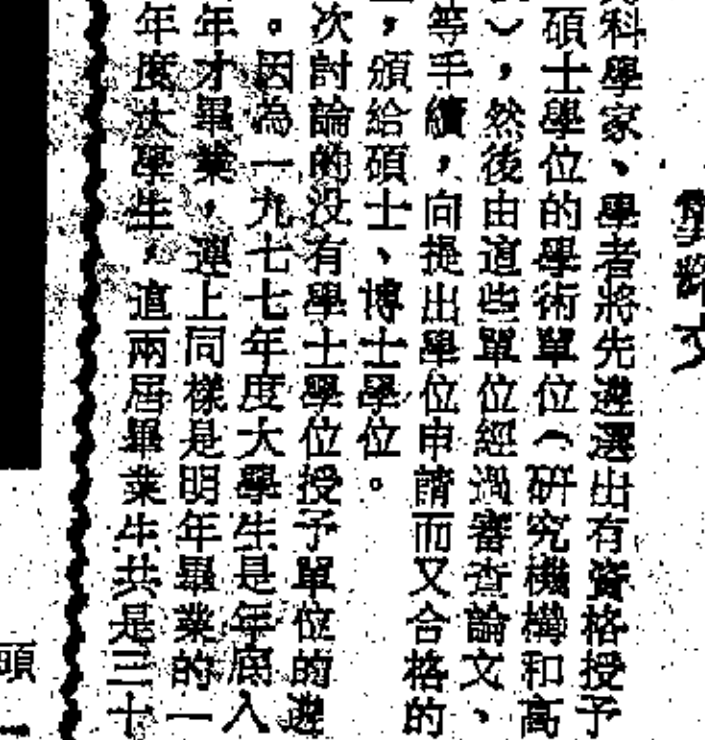 科學家、學者將先遴選出有資格授予
碩士學位的學術單位（研究機構和高
），然後由這些單位經過審查論文、
等手續，向提出學位申請而又合格的
，頒給碩士、博士學位。
次討論的没有學士學位授予單位的遴
。因為一九七七年度大學生是年底入
年才畢業，連上同樣是明年畢業的一
年度大學生，這兩屆畢業生共是三十
頭